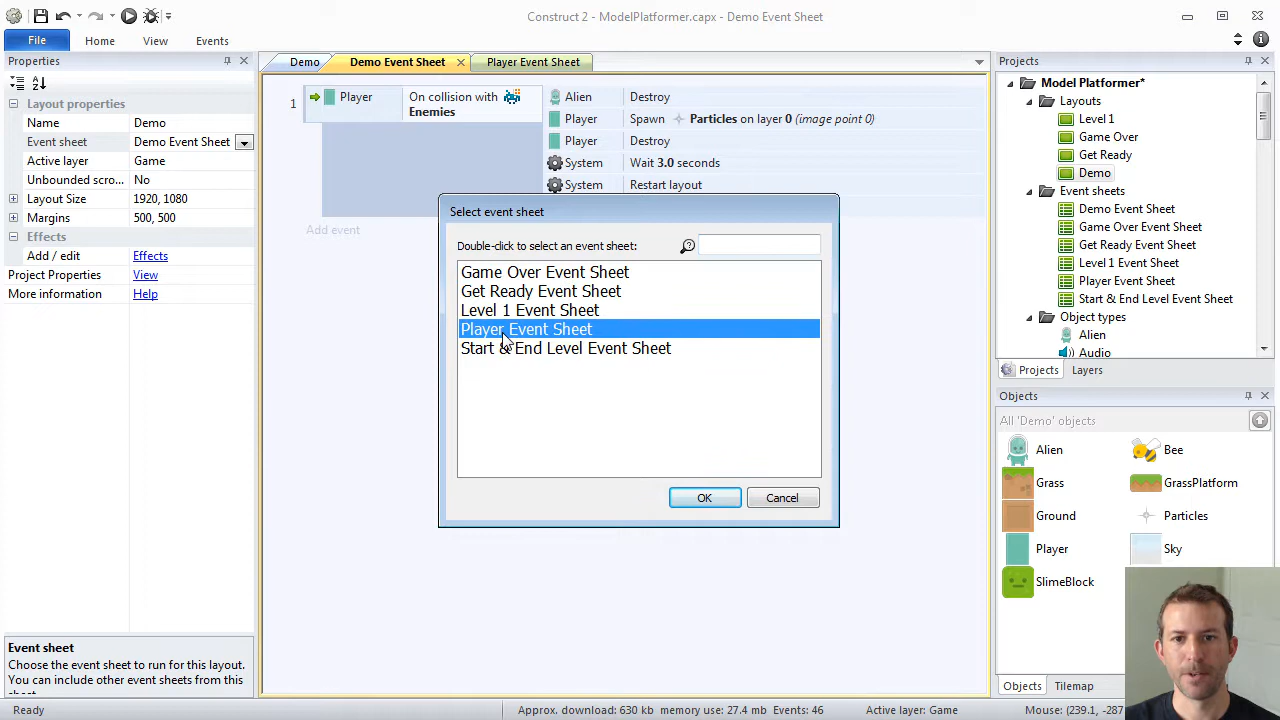 Construct 2 - ModelPlatformer.capx - Demo Event Sheet
File Home View Events
Properties
Layout properties
Name Demo
Event sheet Demo Event Sheet
Active layer Game
Unbounded scro... No
Layout Size 1920, 1080
Margins 500, 500
Effects
Add / edit Effects
Project Properties View
More information Help
Event sheet
Choose the event sheet to run for this layout.
You can include other event sheets from this
Demo Demo Event Sheet Player Event Sheet
1 Player On collision with
Enemies
Alien Destroy
Player Spawn Particles on layer 0 (image point 0)
Player Destroy
System Wait 3.0 seconds
System Restart layout
Add event
Select event sheet
Double-click to select an event sheet:
Game Over Event Sheet
Get Ready Event Sheet
Level 1 Event Sheet
Player Event Sheet
Start & End Level Event Sheet
OK Cancel
Projects
Model Platformer*
Layouts
Level 1
Game Over
Get Ready
Demo
Event sheets
Demo Event Sheet
Game Over Event Sheet
Get Ready Event Sheet
Level 1 Event Sheet
Player Event Sheet
Start & End Level Event Sheet
Object types
Alien
Audio
Projects Layers
Objects
All 'Demo' objects
Alien Bee
Grass GrassPlatform
Ground Particles
Player Sky
SlimeBlock
Objects Tilemap
Ready Approx. download: 630 kb memory use: 27.4 mb Events: 46 Active layer: Game Mouse: (239.1, -287